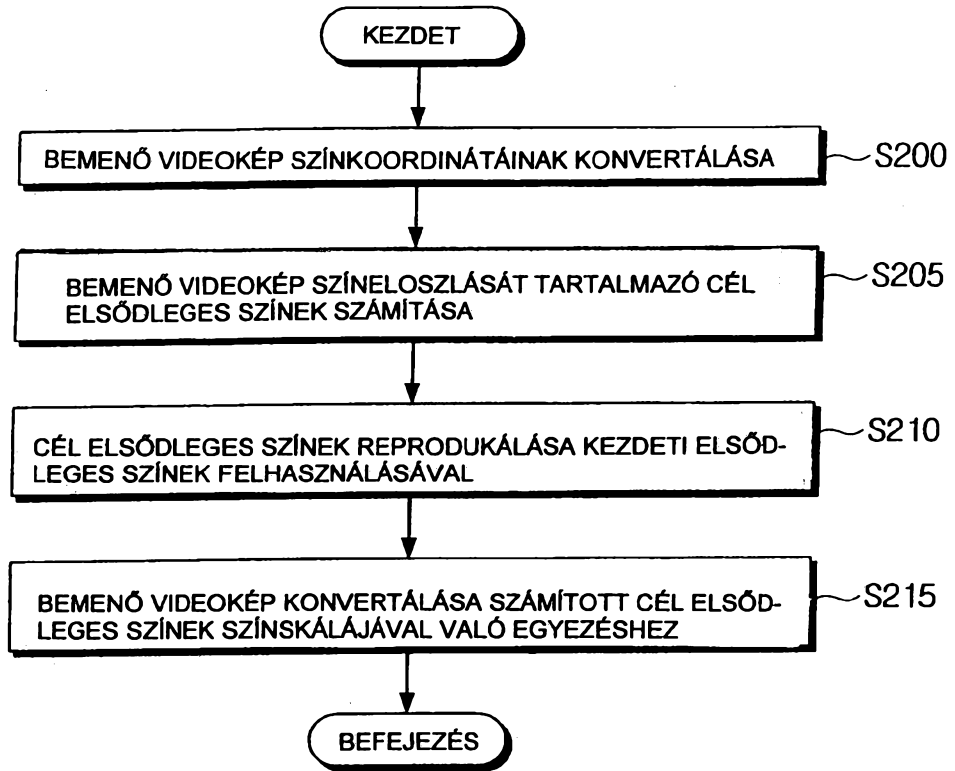 KEZDET
BEMENŐ VIDEOKÉP SZÍNKOORDINÁTÁINAK KONVERTÁLÁSA
S200
BEMENŐ VIDEOKÉP SZÍNELOSZLÁSÁT TARTALMAZÓ CÉL
ELSŐDLEGES SZÍNEK SZÁMÍTÁSA
S205
CÉL ELSŐDLEGES SZÍNEK REPRODUKÁLÁSA KEZDETI ELSŐD-
LEGES SZÍNEK FELHASZNÁLÁSÁVAL
S210
BEMENŐ VIDEOKÉP KONVERTÁLÁSA SZÁMÍTOTT CÉL ELSŐD-
LEGES SZÍNEK SZÍNSKÁLÁJÁVAL VALÓ EGYEZÉSHEZ
S215
BEFEJEZÉS